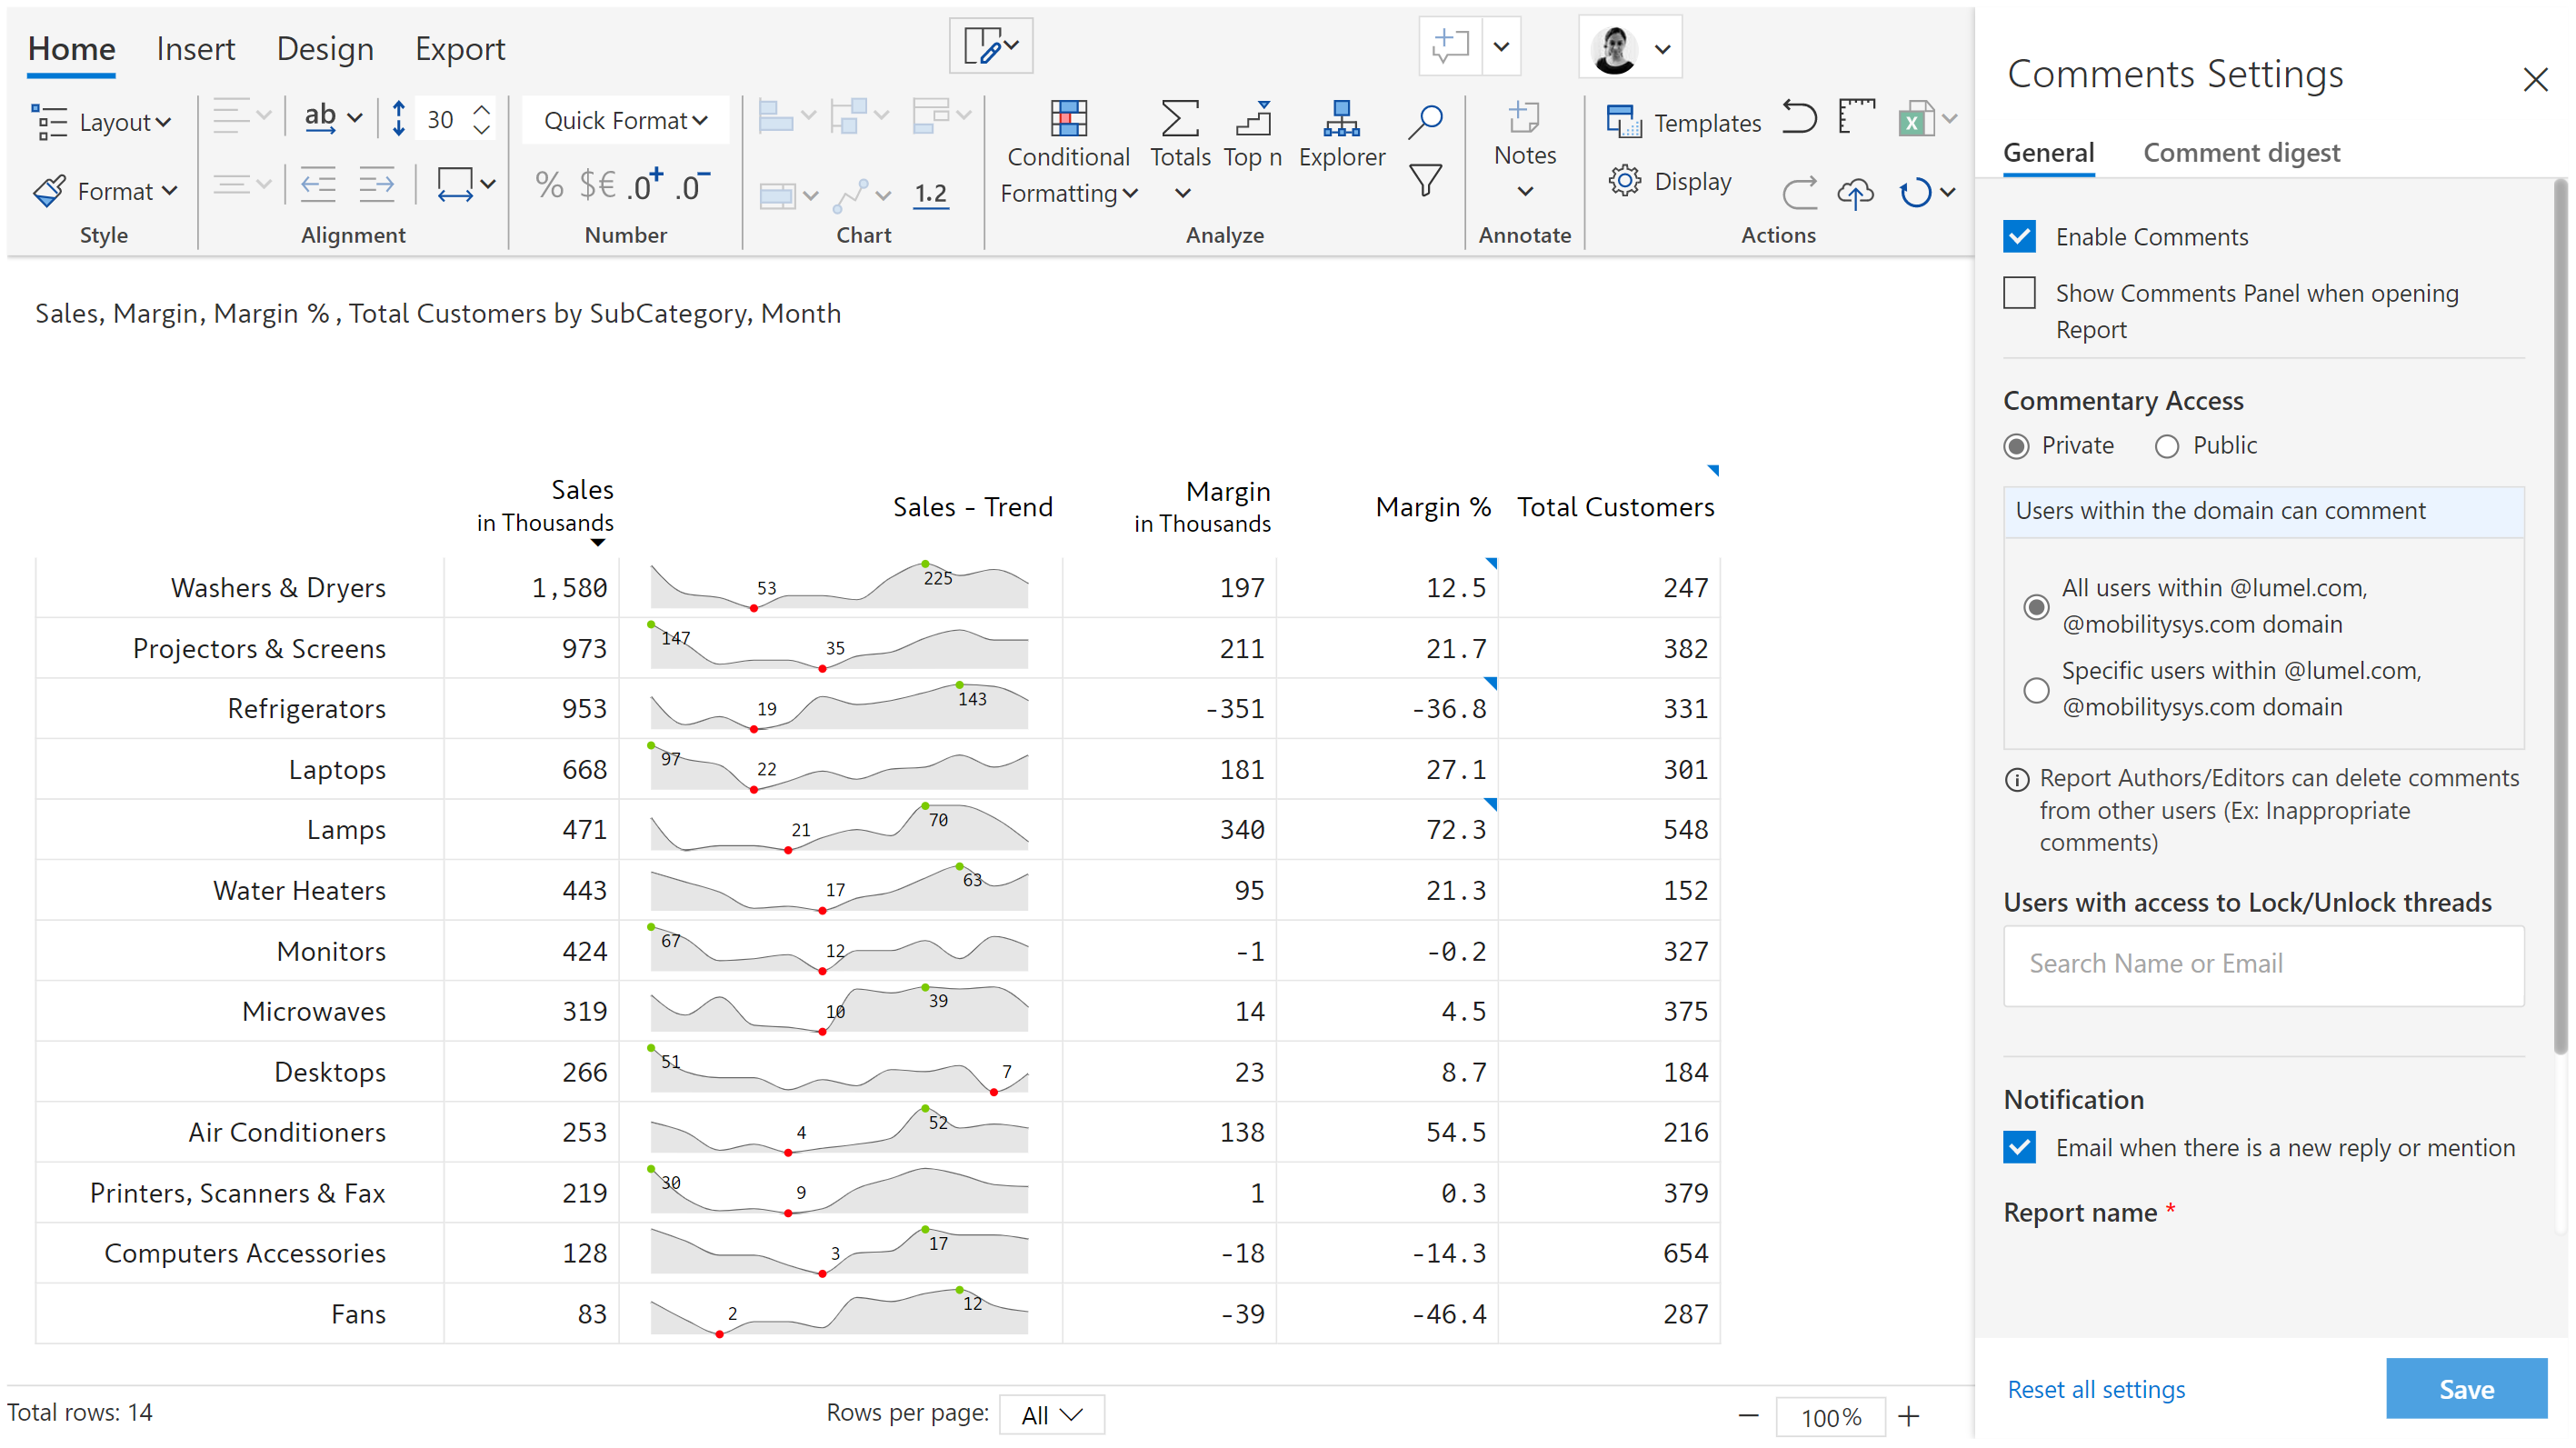 Home Insert Design Export
Layout ab 30 Quick Format
Conditional Formatting Totals Top n Explorer Notes Templates
Format % $€ .0+ .0- 1.2 Display
Style Alignment Number Chart Analyze Annotate Actions
Sales, Margin, Margin % , Total Customers by SubCategory, Month
Sales in Thousands Sales - Trend Margin in Thousands Margin % Total Customers
Washers & Dryers 1,580 53 225 197 12.5 247
Projectors & Screens 973 147 35 211 21.7 382
Refrigerators 953 19 143 -351 -36.8 331
Laptops 668 97 22 181 27.1 301
Lamps 471 21 70 340 72.3 548
Water Heaters 443 17 63 95 21.3 152
Monitors 424 67 12 -1 -0.2 327
Microwaves 319 10 39 14 4.5 375
Desktops 266 51 7 23 8.7 184
Air Conditioners 253 4 52 138 54.5 216
Printers, Scanners & Fax 219 30 9 1 0.3 379
Computers Accessories 128 3 17 -18 -14.3 654
Fans 83 2 12 -39 -46.4 287
Total rows: 14 Rows per page: All 100%
Comments Settings
General Comment digest
Enable Comments
Show Comments Panel when opening
Report
Commentary Access
Private Public
Users within the domain can comment
All users within @lumel.com,
@mobilitysys.com domain
Specific users within @lumel.com,
@mobilitysys.com domain
Report Authors/Editors can delete comments
from other users (Ex: Inappropriate
comments)
Users with access to Lock/Unlock threads
Search Name or Email
Notification
Email when there is a new reply or mention
Report name *
Reset all settings Save